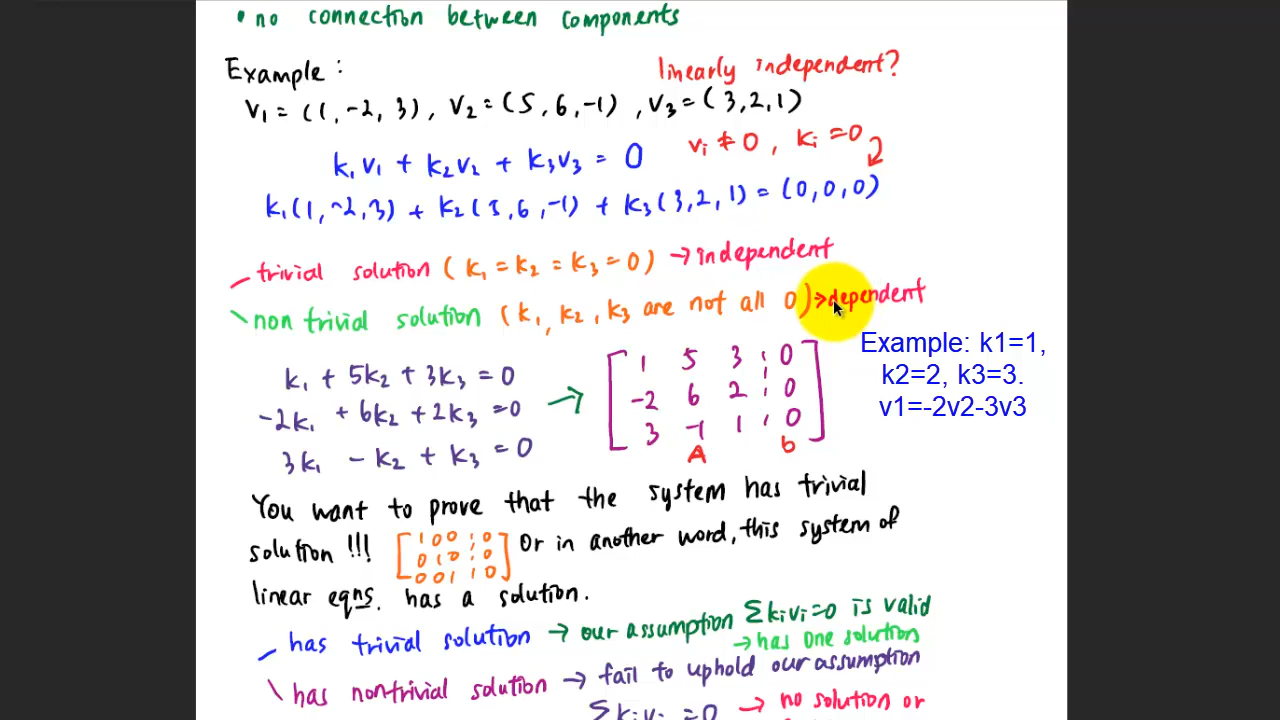 • no connection between components
Example :
linearly independent?
V1 = (1, -2, 3), V2 = (5, 6, -1), V3 = (3, 2, 1)
vi ≠ 0, ki = 0
k1v1 + k2v2 + k3v3 = 0
k1(1, -2, 3) + k2(5, 6, -1) + k3(3, 2, 1) = (0, 0, 0)
trivial solution (k1 = k2 = k3 = 0) → independent
non trivial solution (k1, k2, k3 are not all 0) → dependent
Example: k1=1,
k2=2, k3=3.
v1=-2v2-3v3
k1 + 5k2 + 3k3 = 0
-2k1 + 6k2 + 2k3 = 0
3k1 - k2 + k3 = 0
→
[ 1 5 3 ¦ 0
-2 6 2 ¦ 0
3 -1 1 ¦ 0 ]
A b
You want to prove that the system has trivial
solution !!! [ 1 0 0 ¦ 0
0 1 0 ¦ 0
0 0 1 ¦ 0 ] Or in another word, this system of
linear eqns. has a solution.
has trivial solution → our assumption Σkivi=0 is valid
→ has one solution
has nontrivial solution → fail to uphold our assumption
Σkivi = 0 → no solution or